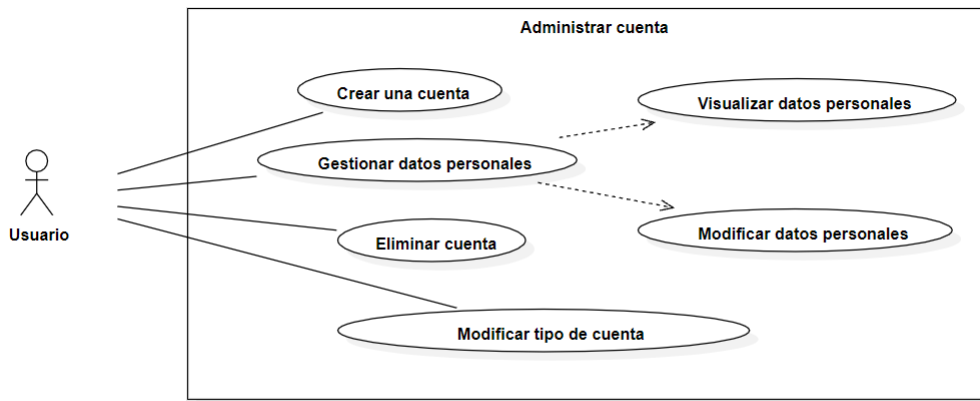 Administrar cuenta
Crear una cuenta
Visualizar datos personales
Gestionar datos personales
Usuario
Modificar datos personales
Eliminar cuenta
Modificar tipo de cuenta